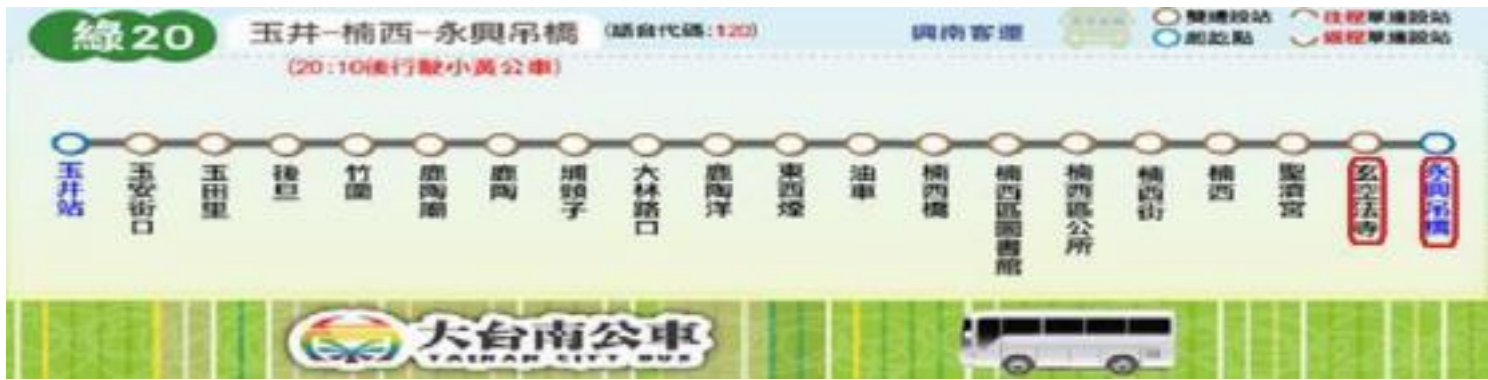 綠20
玉井-楠西-永興吊橋 (語音代碼:120)
(20:10後行駛小黃公車)
興南客運
雙邊設站
起訖點
往程單邊設站
返程單邊設站
玉井站
玉安街口
玉田里
後旦
竹圍
鹿陶廟
鹿陶
埔頭子
大林路口
鹿陶洋
東西煙
油車
楠西橋
楠西區圖書館
楠西區公所
楠西街
楠西
聖濟宮
玄空法寺
永興吊橋
大台南公車
TAINAN CITY BUS